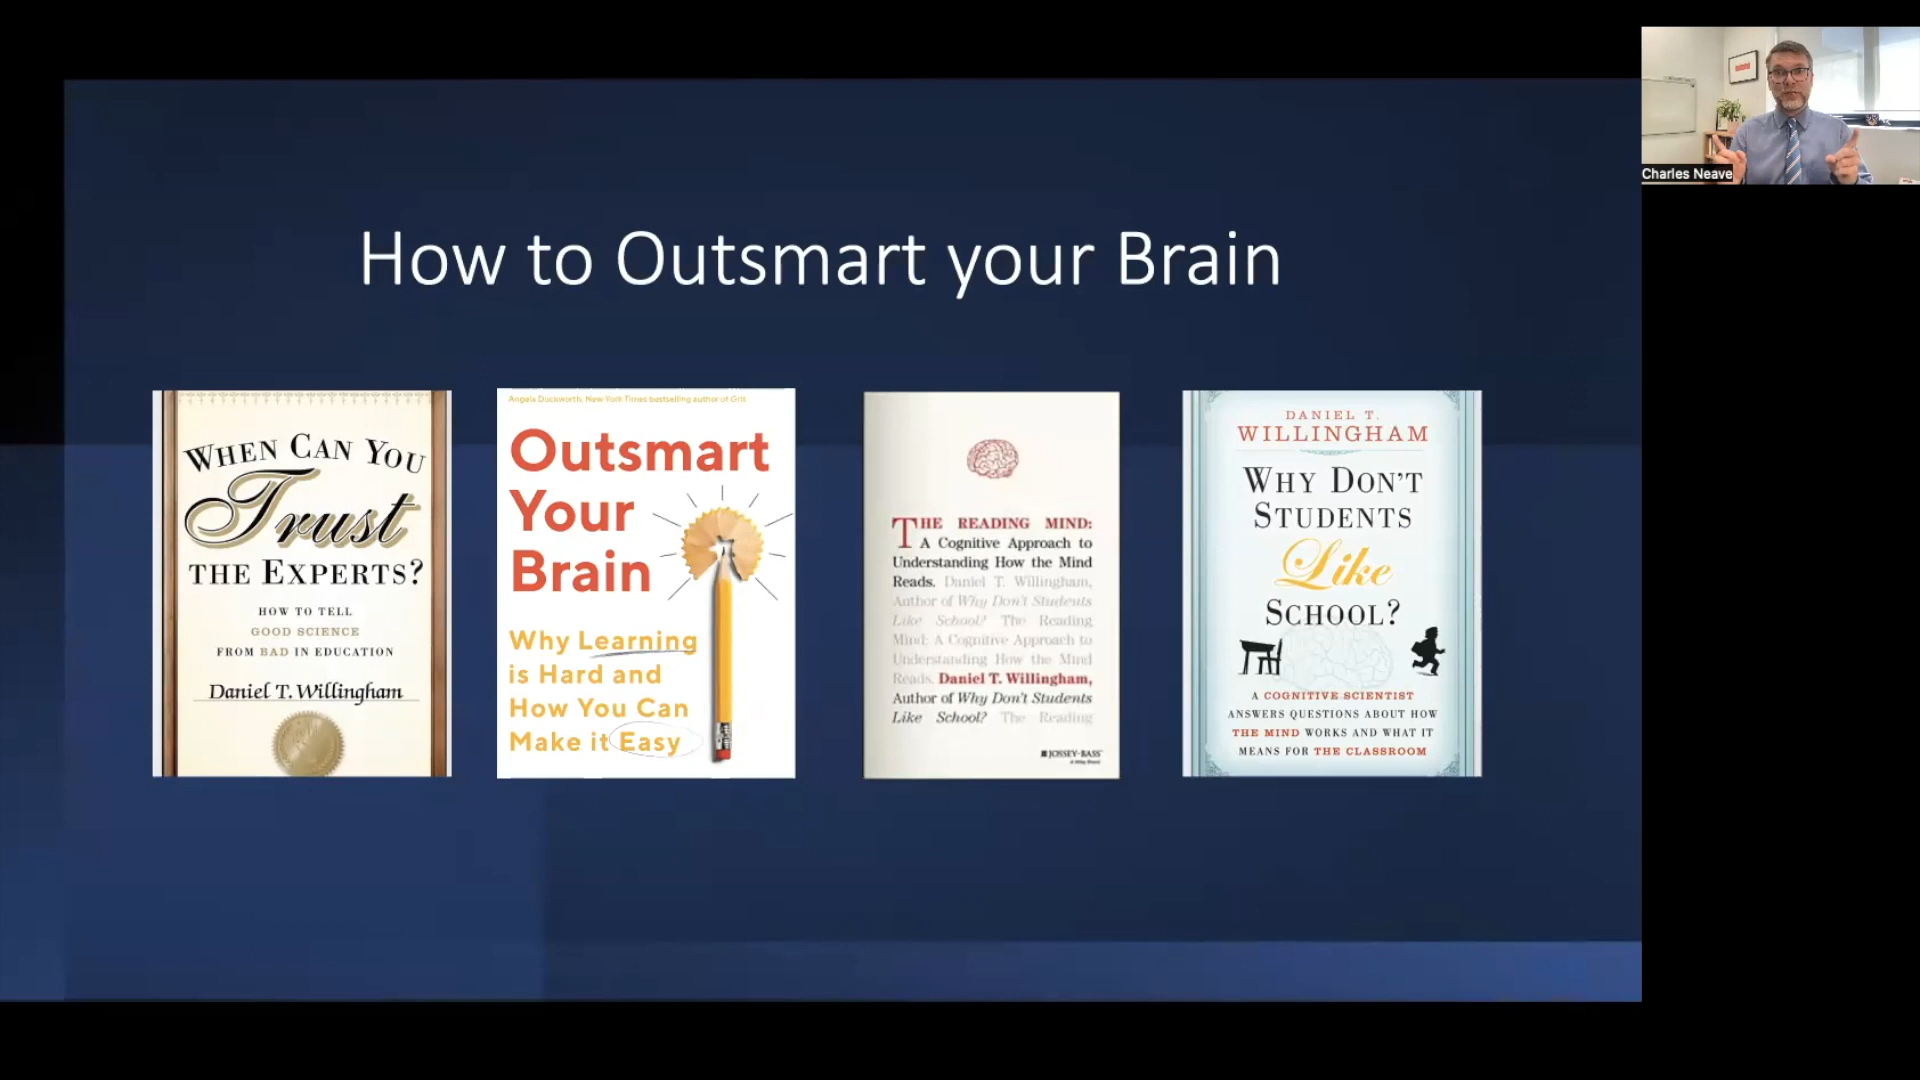 Charles Neave
How to Outsmart your Brain
WHEN CAN YOU
Trust
THE EXPERTS?
HOW TO TELL
GOOD SCIENCE
FROM BAD IN EDUCATION
Daniel T. Willingham
Angela Duckworth, New York Times bestselling author of Grit
Outsmart
Your
Brain
Why Learning
is Hard and
How You Can
Make it Easy
THE READING MIND:
A Cognitive Approach to
Understanding How the Mind
Reads. Daniel T. Willingham,
Author of Why Don't Students
Like School? The Reading
Mind: A Cognitive Approach to
Understanding How the Mind
Reads. Daniel T. Willingham,
Author of Why Don't Students
Like School? The Reading
JOSSEY-BASS
A Wiley Brand
DANIEL T.
WILLINGHAM
WHY DON'T
STUDENTS
Like
SCHOOL?
A COGNITIVE SCIENTIST
ANSWERS QUESTIONS ABOUT HOW
THE MIND WORKS AND WHAT IT
MEANS FOR THE CLASSROOM